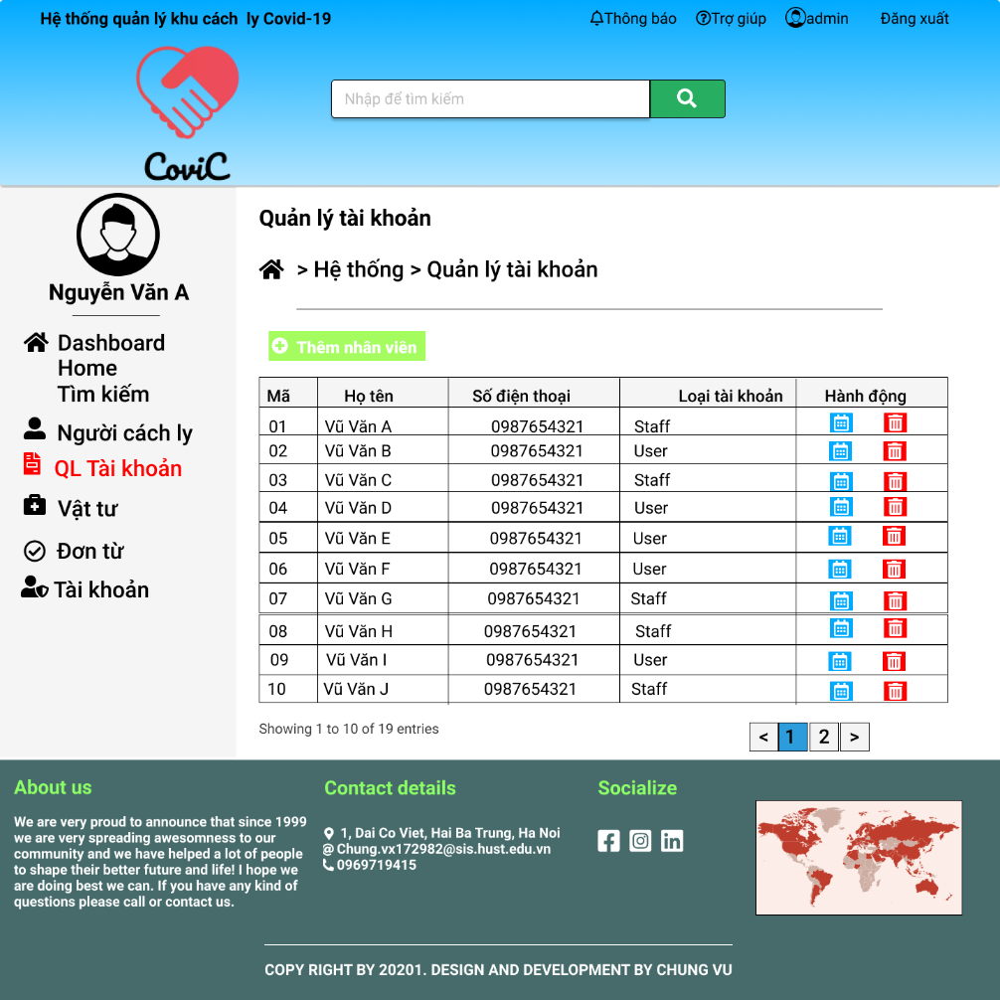 Hệ thống quản lý khu cách ly Covid-19
Thông báo Trợ giúp admin Đăng xuất
CoviC
Nhập để tìm kiếm
Nguyễn Văn A
Dashboard
Home
Tìm kiếm
Người cách ly
QL Tài khoản
Vật tư
Đơn từ
Tài khoản
Quản lý tài khoản
> Hệ thống > Quản lý tài khoản
Thêm nhân viên
Mã Họ tên Số điện thoại Loại tài khoản Hành động
01 Vũ Văn A 0987654321 Staff
02 Vũ Văn B 0987654321 User
03 Vũ Văn C 0987654321 Staff
04 Vũ Văn D 0987654321 User
05 Vũ Văn E 0987654321 User
06 Vũ Văn F 0987654321 User
07 Vũ Văn G 0987654321 Staff
08 Vũ Văn H 0987654321 Staff
09 Vũ Văn I 0987654321 User
10 Vũ Văn J 0987654321 Staff
Showing 1 to 10 of 19 entries
< 1 2 >
About us
We are very proud to announce that since 1999
we are very spreading awesomness to our
community and we have helped a lot of people
to shape their better future and life! I hope we
are doing best we can. If you have any kind of
questions please call or contact us.
Contact details
1, Dai Co Viet, Hai Ba Trung, Ha Noi
@ Chung.vx172982@sis.hust.edu.vn
0969719415
Socialize
COPY RIGHT BY 20201. DESIGN AND DEVELOPMENT BY CHUNG VU